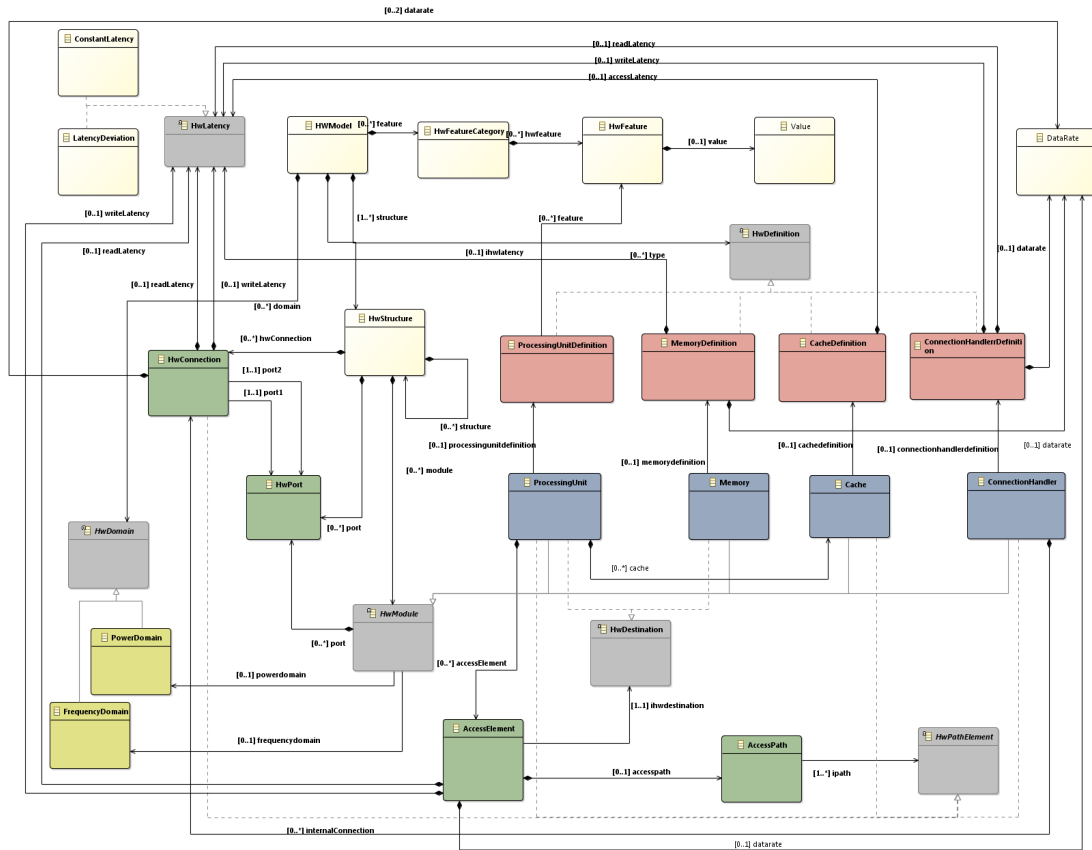 [0..2] datarate
ConstantLatency
[0..1] readLatency
[0..1] writeLatency
[0..1] accessLatency
HwLatency
HWModel
[0..*] feature
HwFeatureCategory
[0..*] hwfeature
HwFeature
[0..1] value
Value
LatencyDeviation
DataRate
[0..1] writeLatency
[1..*] structure
[0..*] feature
HwDefinition
[0..1] readLatency
[0..1] ihwlatency
[0..*] type
[0..1] datarate
[0..1] readLatency
[0..1] writeLatency
[0..*] domain
HwStructure
[0..*] hwConnection
ProcessingUnitDefinition
MemoryDefinition
CacheDefinition
ConnectionHandlerrDefiniti
on
HwConnection
[1..1] port2
[1..1] port1
[0..*] structure
[0..1] processingunitdefinition
[0..1] cachedefinition
[0..1] datarate
[0..1] connectionhandlerdefinition
[0..1] memorydefinition
[0..*] module
HwPort
ProcessingUnit
Memory
Cache
ConnectionHandler
[0..*] port
HwDomain
[0..*] cache
HwModule
HwDestination
PowerDomain
[0..*] port
[0..*] accessElement
[0..1] powerdomain
[1..1] ihwdestination
FrequencyDomain
AccessElement
[0..1] frequencydomain
AccessPath
HwPathElement
[0..1] accesspath
[1..*] ipath
[0..*] internalConnection
[0..1] datarate